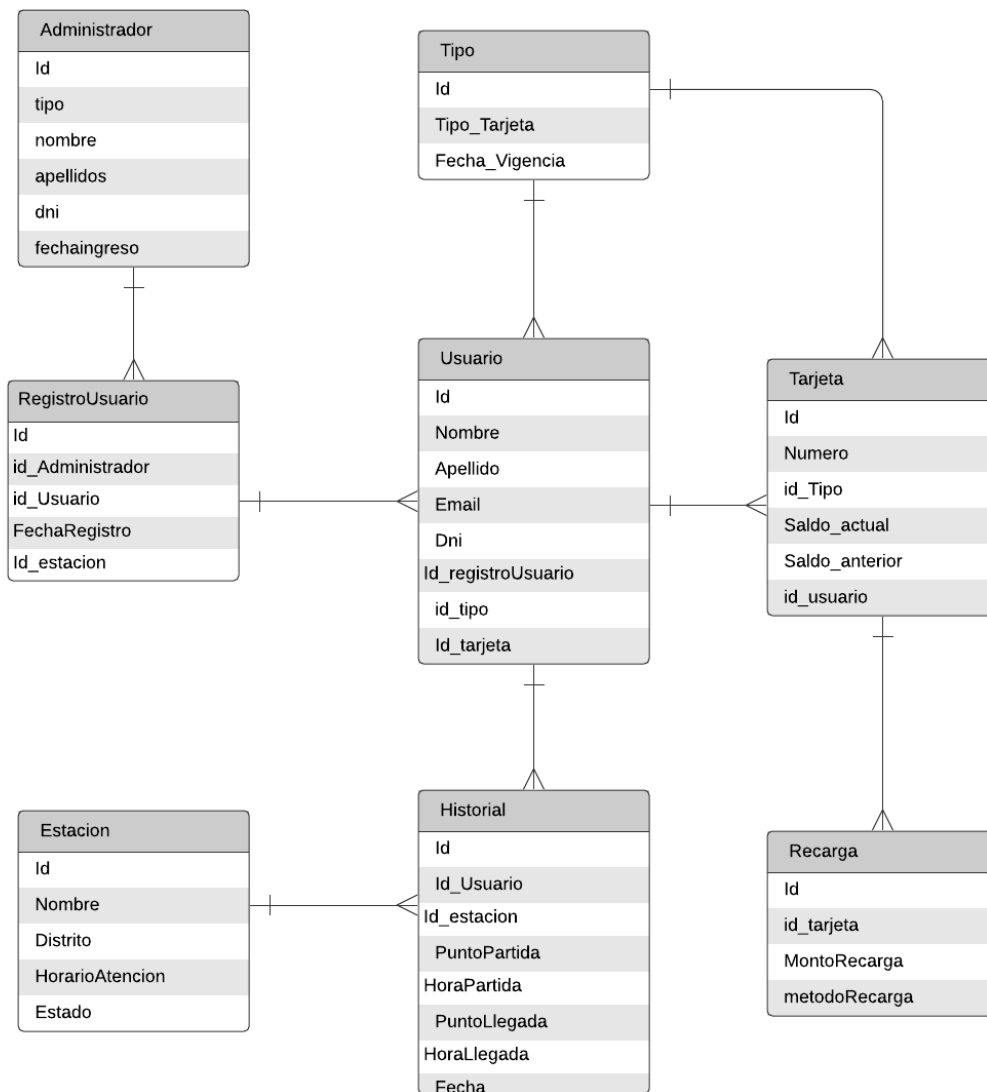 Administrador
Id
tipo
nombre
apellidos
dni
fechaingreso
Tipo
Id
Tipo_Tarjeta
Fecha_Vigencia
RegistroUsuario
Id
id_Administrador
id_Usuario
FechaRegistro
Id_estacion
Usuario
Id
Nombre
Apellido
Email
Dni
Id_registroUsuario
id_tipo
Id_tarjeta
Tarjeta
Id
Numero
id_Tipo
Saldo_actual
Saldo_anterior
id_usuario
Estacion
Id
Nombre
Distrito
HorarioAtencion
Estado
Historial
Id
Id_Usuario
Id_estacion
PuntoPartida
HoraPartida
PuntoLlegada
HoraLlegada
Fecha
Recarga
Id
id_tarjeta
MontoRecarga
metodoRecarga